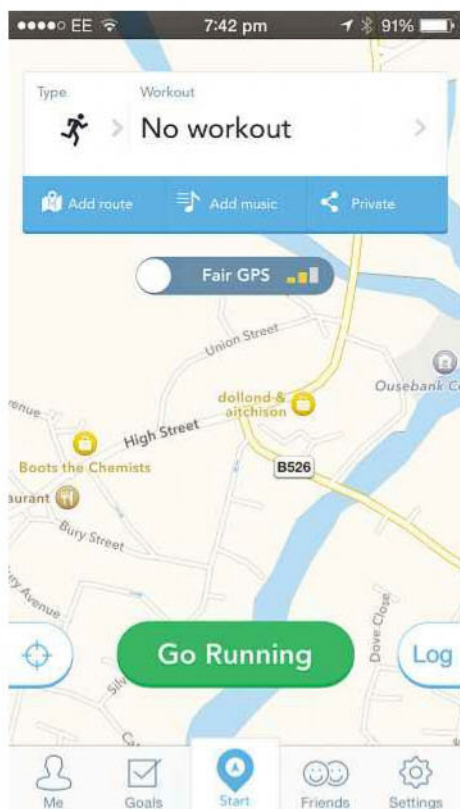 EE 7:42 pm 91%
Type Workout
No workout
Add route Add music Private
Fair GPS
Union Street
Ousebank
dollond &
aitchison
High Street
Boots the Chemists
B526
Bury Street
Avenue
Dove Close
Go Running
Log
Me Goals Start Friends Settings